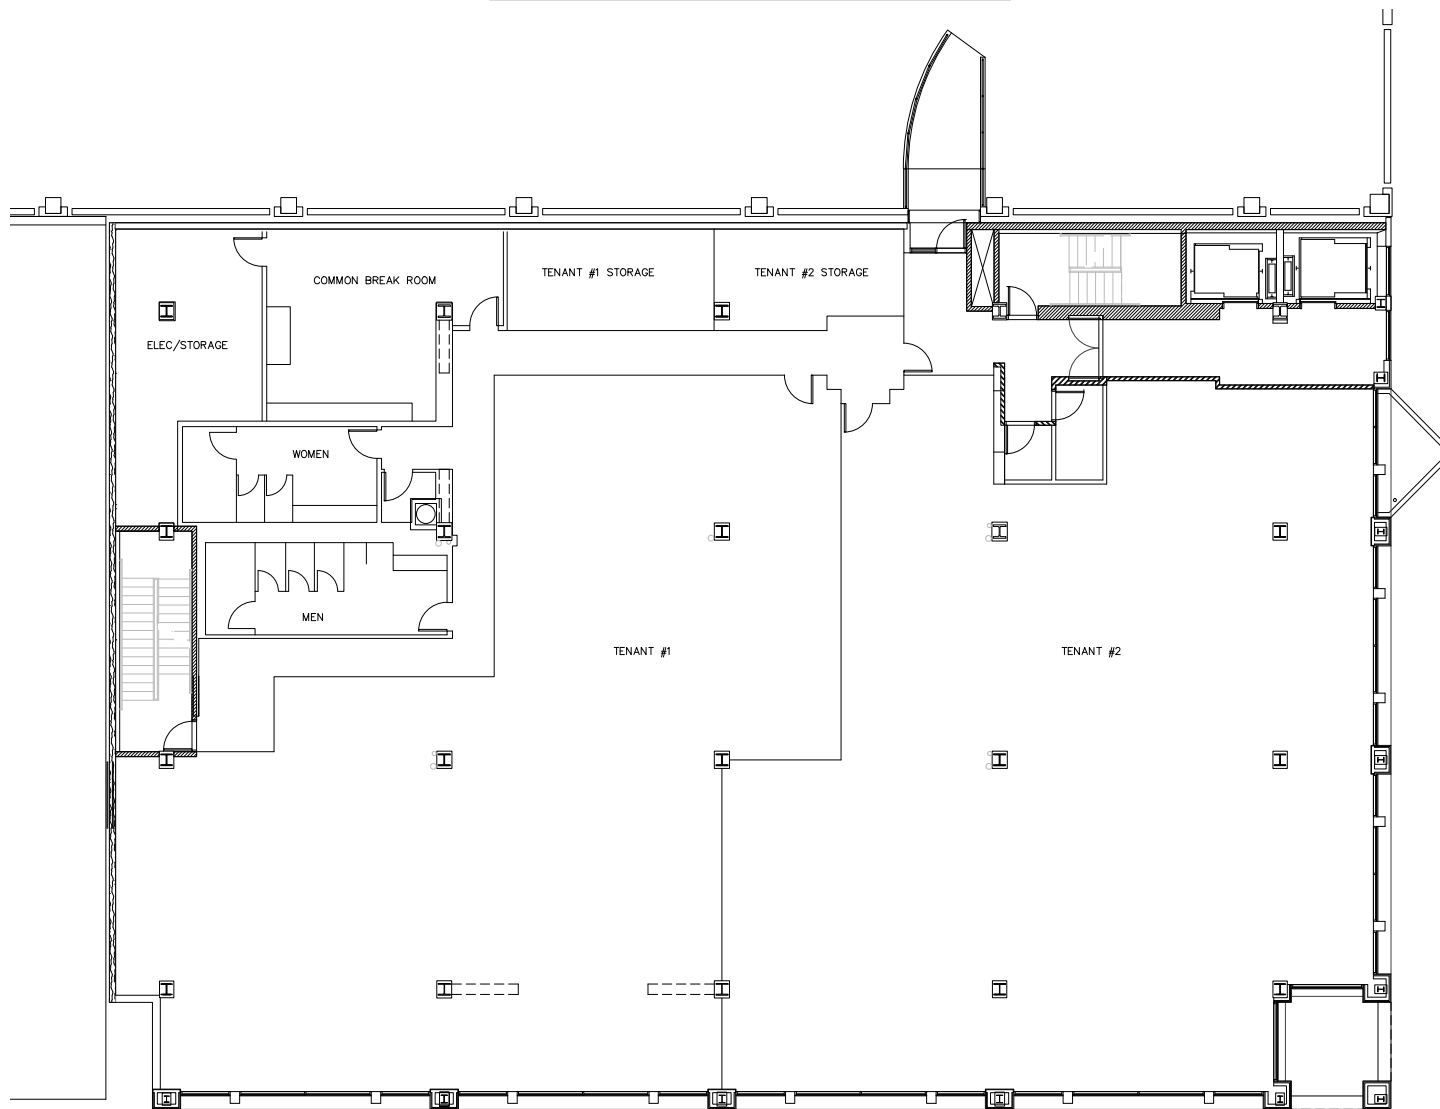 TENANT #1 STORAGE
TENANT #2 STORAGE
COMMON BREAK ROOM
ELEC/STORAGE
WOMEN
MEN
TENANT #1
TENANT #2